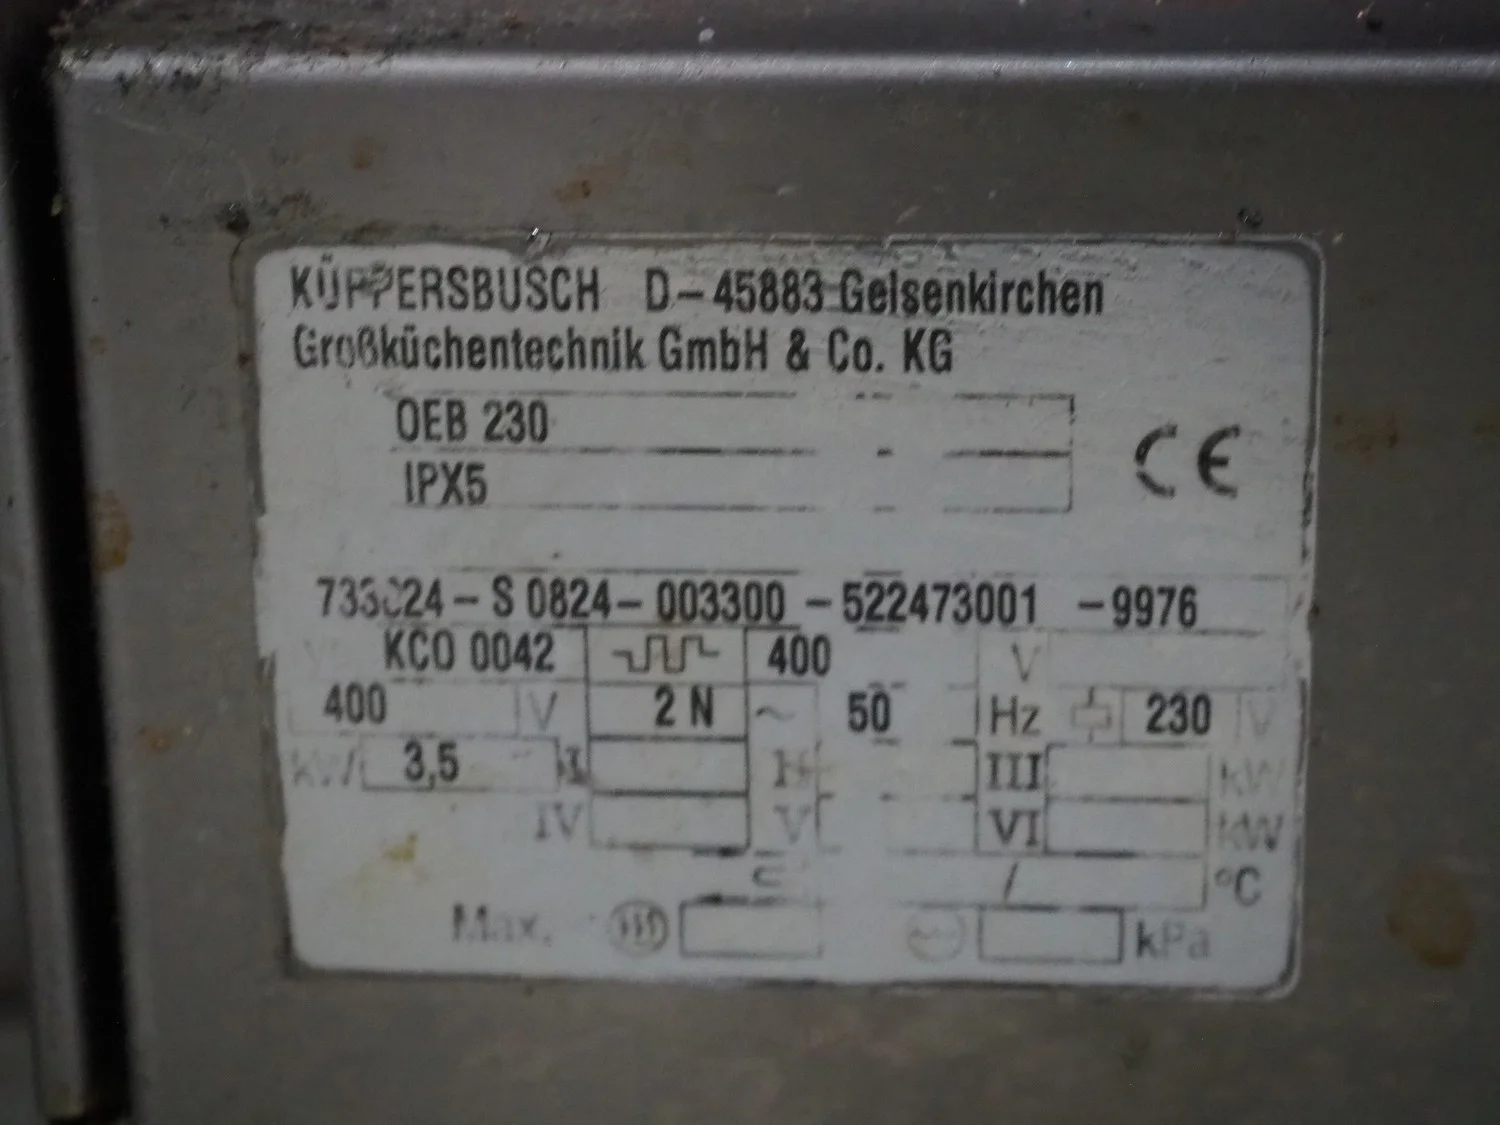 KÜPPERSBUSCH D-45883 Gelsenkirchen
Großküchentechnik GmbH & Co. KG
OEB 230
IPX5
CE
- S 0824 - 003300 - 522473001 - 9976
KCO 0042 400 V
400 V 2 N ~ 50 Hz 230 V
kW 3,5 III kW
IV V VI kW
/ °C
Max. kPa